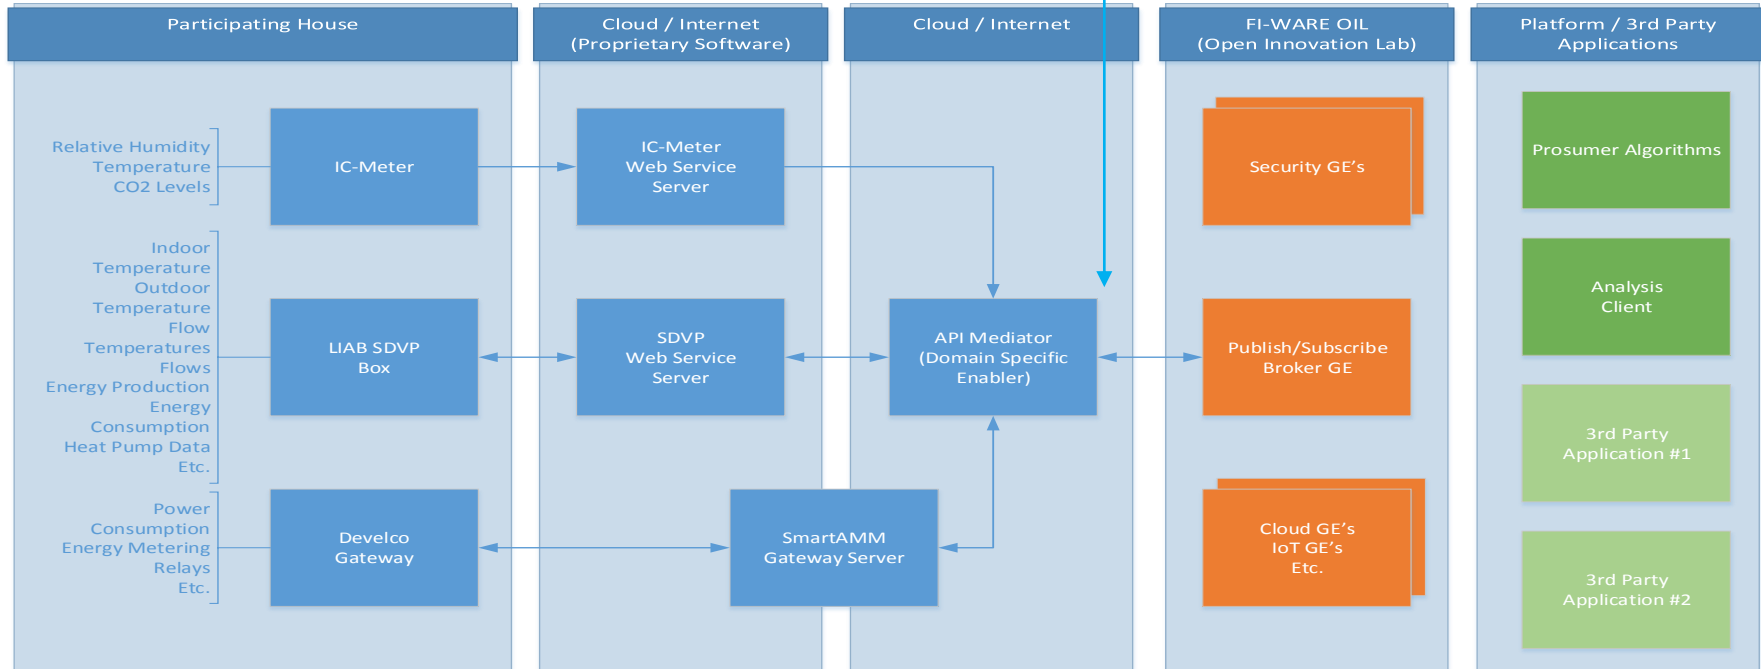 Participating House
Cloud / Internet
(Proprietary Software)
Cloud / Internet
FI-WARE OIL
(Open Innovation Lab)
Platform / 3rd Party
Applications
Relative Humidity
Temperature
CO2 Levels
IC-Meter
IC-Meter
Web Service
Server
Security GE’s
Prosumer Algorithms
Indoor
Temperature
Outdoor
Temperature
Flow
Temperatures
Flows
Energy Production
Energy
Consumption
Heat Pump Data
Etc.
LIAB SDVP
Box
SDVP
Web Service
Server
API Mediator
(Domain Specific
Enabler)
Publish/Subscribe
Broker GE
Analysis
Client
3rd Party
Application #1
Power
Consumption
Energy Metering
Relays
Etc.
Develco
Gateway
SmartAMM
Gateway Server
Cloud GE’s
IoT GE’s
Etc.
3rd Party
Application #2